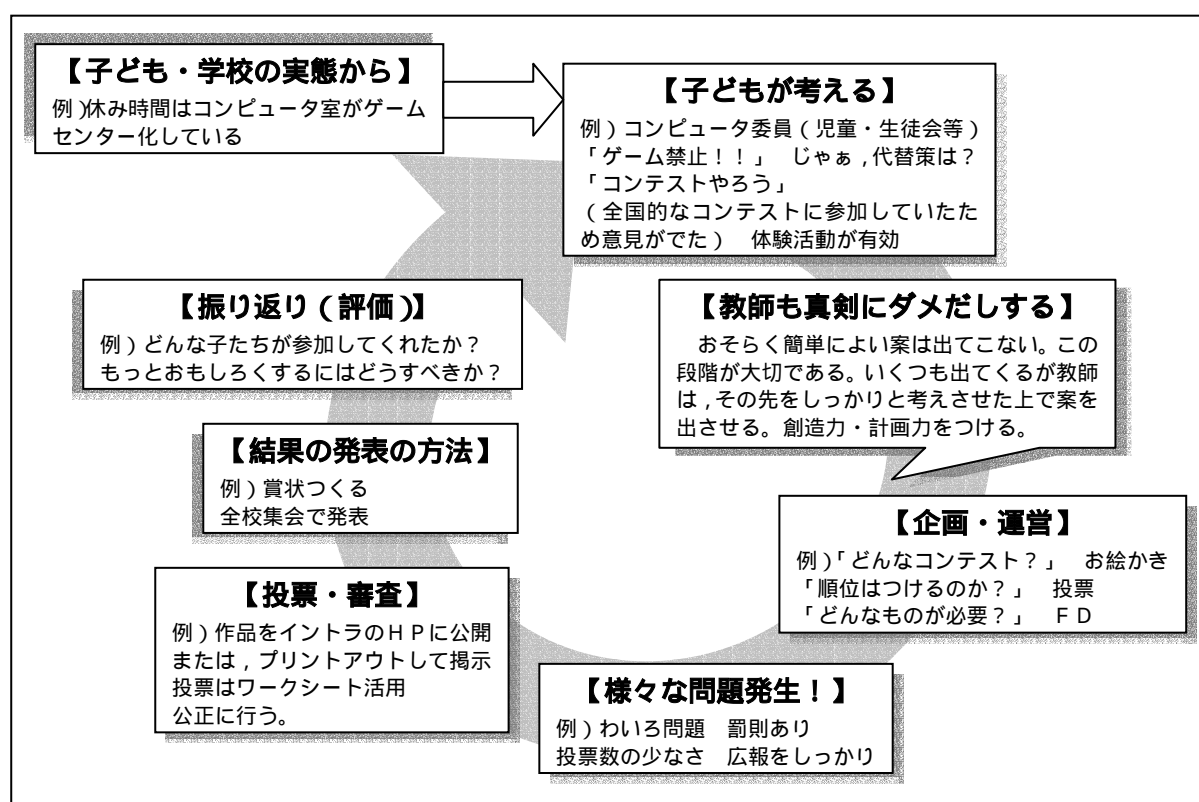 【子ども・学校の実態から】
例)休み時間はコンピュータ室がゲーム
センター化している
【子どもが考える】
例)コンピュータ委員(児童・生徒会等)
「ゲーム禁止!!」 じゃぁ,代替策は?
「コンテストやろう」
(全国的なコンテストに参加していたた
め意見がでた) 体験活動が有効
【教師も真剣にダメだしする】
おそらく簡単によい案は出てこない。この
段階が大切である。いくつも出てくるが教師
は,その先をしっかりと考えさせた上で案を
出させる。創造力・計画力をつける。
【企画・運営】
例)「どんなコンテスト?」 お絵かき
「順位はつけるのか?」 投票
「どんなものが必要?」 FD
【様々な問題発生!】
例)わいろ問題 罰則あり
投票数の少なさ 広報をしっかり
【投票・審査】
例)作品をイントラのHPに公開
または,プリントアウトして掲示
投票はワークシート活用
公正に行う。
【結果の発表の方法】
例)賞状つくる
全校集会で発表
【振り返り(評価)】
例)どんな子たちが参加してくれたか?
もっとおもしろくするにはどうすべきか?